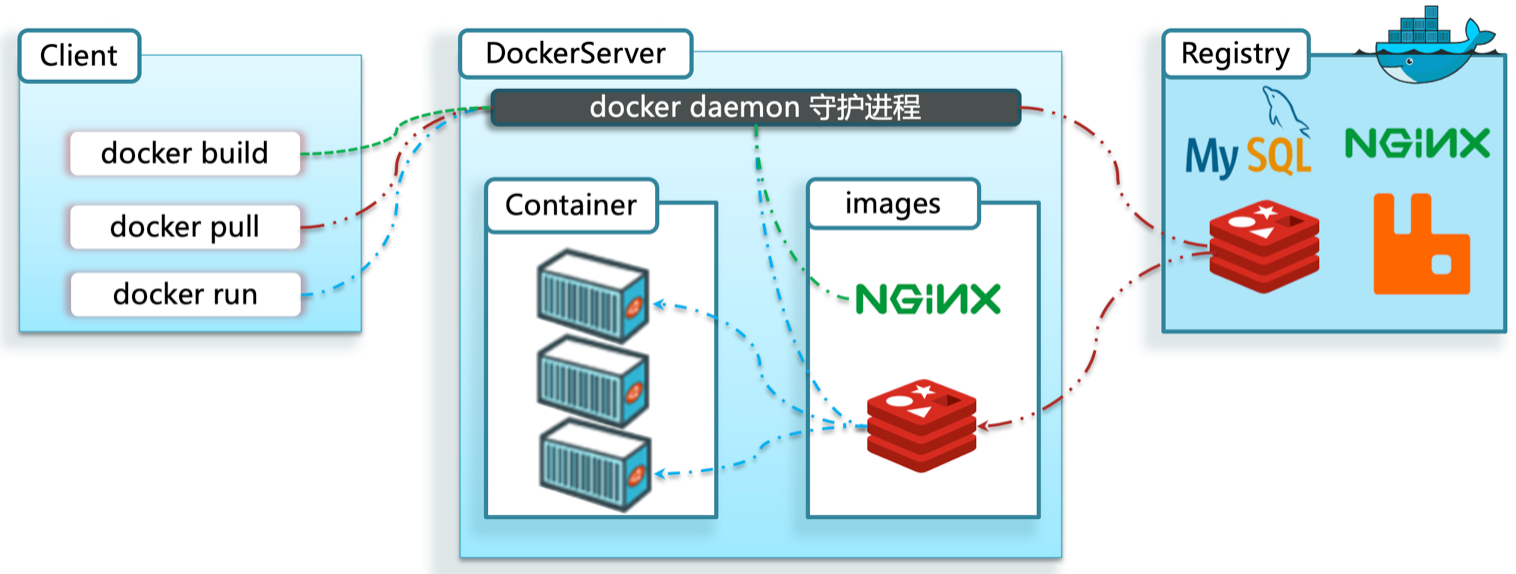 Client
docker build
docker pull
docker run
DockerServer
docker daemon 守护进程
Container
images
NGINX
Registry
MySQL
NGINX